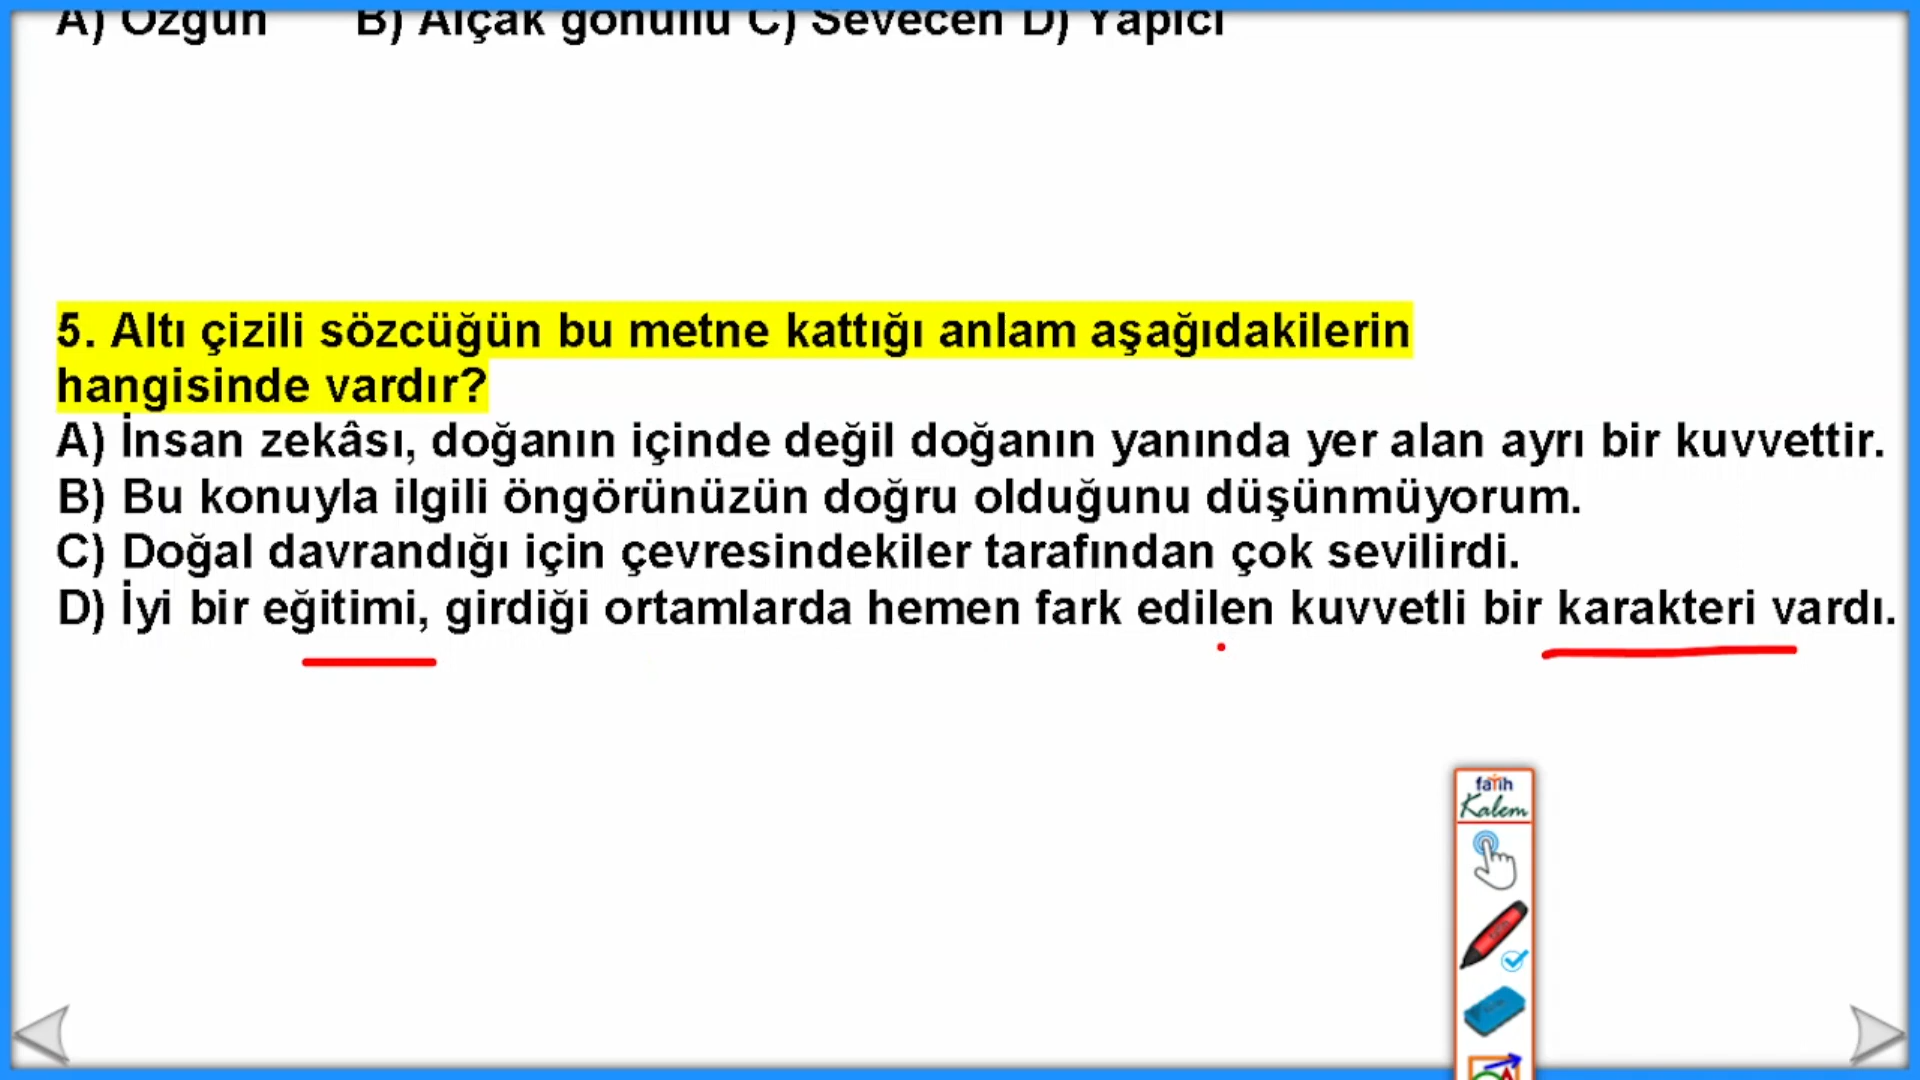 A) Özgün B) Alçak gönüllü C) Sevecen D) Yapıcı
5. Altı çizili sözcüğün bu metne kattığı anlam aşağıdakilerin
hangisinde vardır?
A) İnsan zekâsı, doğanın içinde değil doğanın yanında yer alan ayrı bir kuvvettir.
B) Bu konuyla ilgili öngörünüzün doğru olduğunu düşünmüyorum.
C) Doğal davrandığı için çevresindekiler tarafından çok sevilirdi.
D) İyi bir eğitimi, girdiği ortamlarda hemen fark edilen kuvvetli bir karakteri vardı.
fatih
Kalem